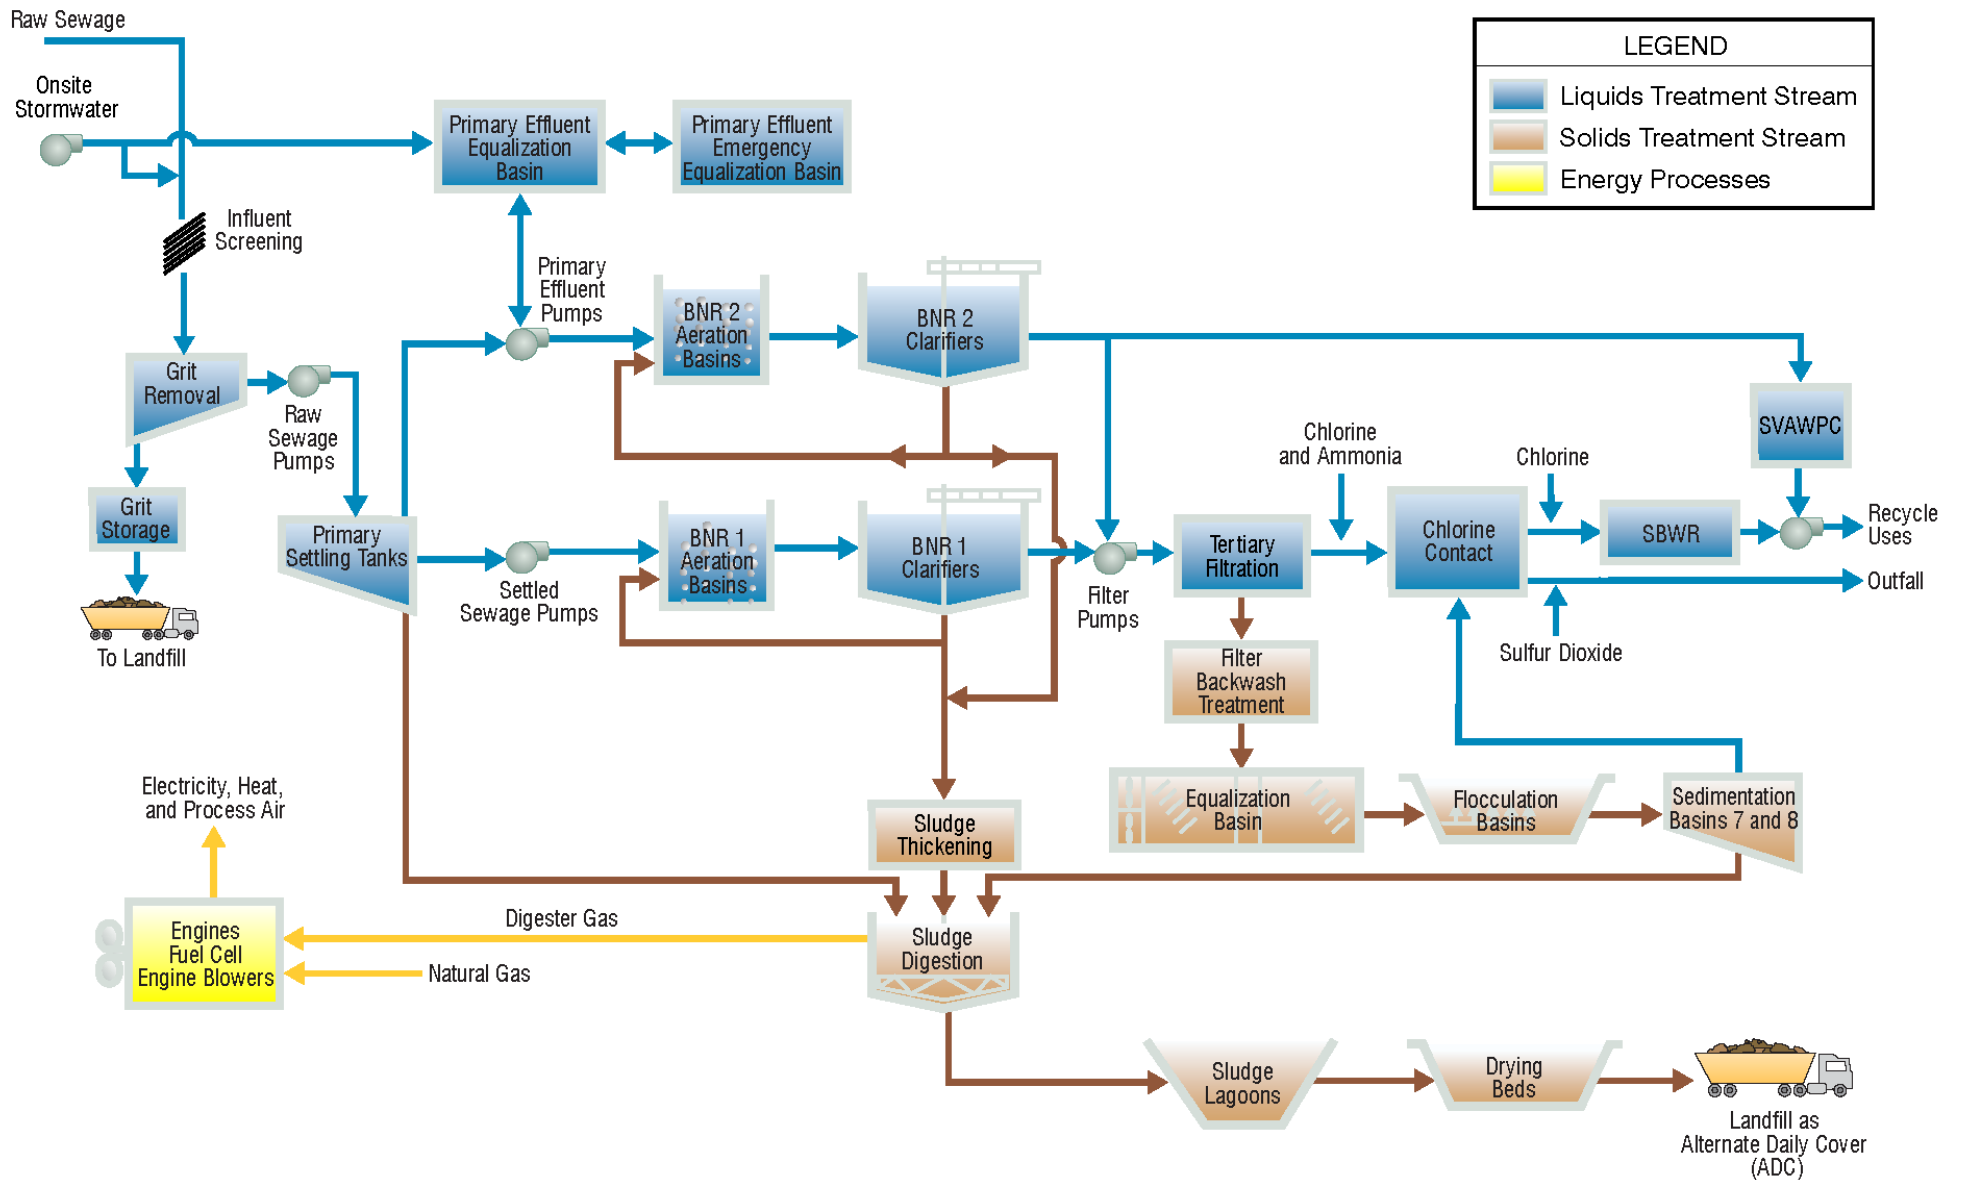 Raw Sewage
Onsite
Stormwater
Primary Effluent
Equalization
Basin
Primary Effluent
Emergency
Equalization Basin
LEGEND
Liquids Treatment Stream
Solids Treatment Stream
Energy Processes
Influent
Screening
Primary
Effluent
Pumps
BNR 2
Aeration
Basins
BNR 2
Clarifiers
Grit
Removal
Raw
Sewage
Pumps
SVAWPC
Chlorine
and Ammonia
Chlorine
Grit
Storage
Primary
Settling Tanks
Settled
Sewage Pumps
BNR 1
Aeration
Basins
BNR 1
Clarifiers
Filter
Pumps
Tertiary
Filtration
Chlorine
Contact
SBWR
Recycle
Uses
Outfall
Sulfur Dioxide
To Landfill
Filter
Backwash
Treatment
Equalization
Basin
Flocculation
Basins
Sedimentation
Basins 7 and 8
Electricity, Heat,
and Process Air
Sludge
Thickening
Engines
Fuel Cell
Engine Blowers
Digester Gas
Natural Gas
Sludge
Digestion
Sludge
Lagoons
Drying
Beds
Landfill as
Alternate Daily Cover
(ADC)